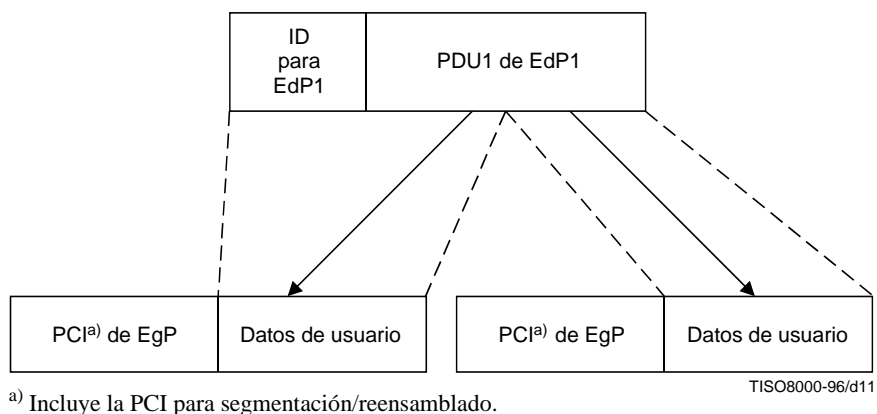 ID
para
EdP1
PDU1 de EdP1
PCIa) de EgP
Datos de usuario
PCIa) de EgP
Datos de usuario
TISO8000-96/d11
a) Incluye la PCI para segmentación/reensamblado.